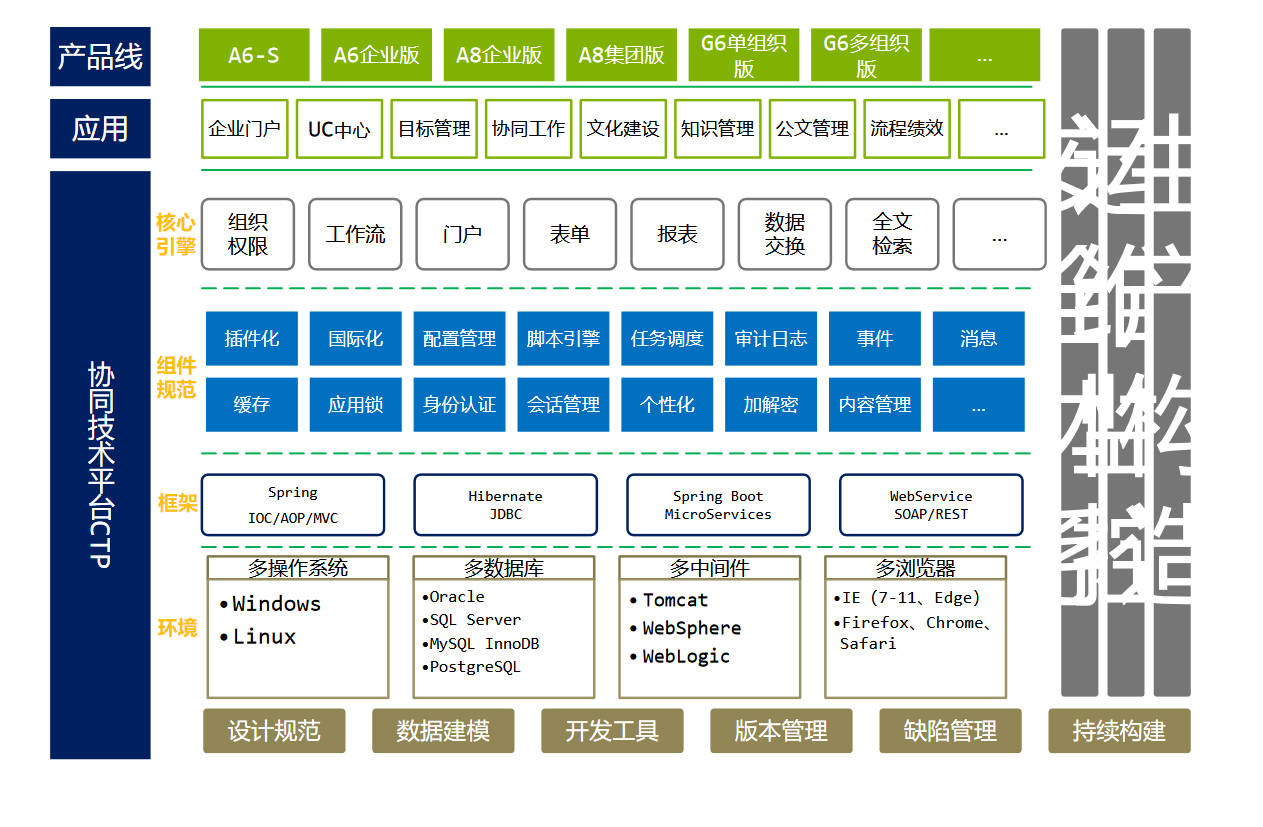 产品线
A6-S
A6企业版
A8企业版
A8集团版
G6单组织
版
G6多组织
版
...
应用
企业门户
UC中心
目标管理
协同工作
文化建设
知识管理
公文管理
流程绩效
...
协同技术平台CTP
核心
引擎
组织
权限
工作流
门户
表单
报表
数据
交换
全文
检索
...
组件
规范
插件化
国际化
配置管理
脚本引擎
任务调度
审计日志
事件
消息
缓存
应用锁
身份认证
会话管理
个性化
加解密
内容管理
...
框架
Spring
IOC/AOP/MVC
Hibernate
JDBC
Spring Boot
MicroServices
WebService
SOAP/REST
环境
多操作系统
•Windows
•Linux
多数据库
•Oracle
•SQL Server
•MySQL InnoDB
•PostgreSQL
多中间件
•Tomcat
•WebSphere
•WebLogic
多浏览器
•IE（7-11、Edge）
•Firefox、Chrome、
Safari
设计规范
数据建模
开发工具
版本管理
缺陷管理
持续构建
运维监控
生产构造